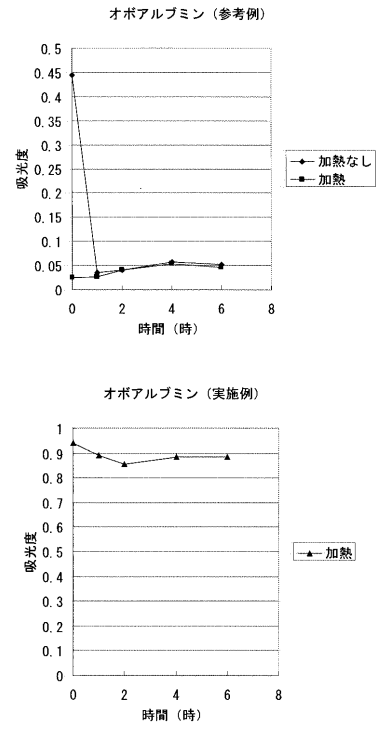 オボアルブミン（参考例）
0.5
0.45
0.4
0.35
0.3
0.25
0.2
0.15
0.1
0.05
0
吸光度
0 2 4 6 8
時間（時）
加熱なし
加熱
オボアルブミン（実施例）
1
0.9
0.8
0.7
0.6
0.5
0.4
0.3
0.2
0.1
0
吸光度
0 2 4 6 8
時間（時）
加熱